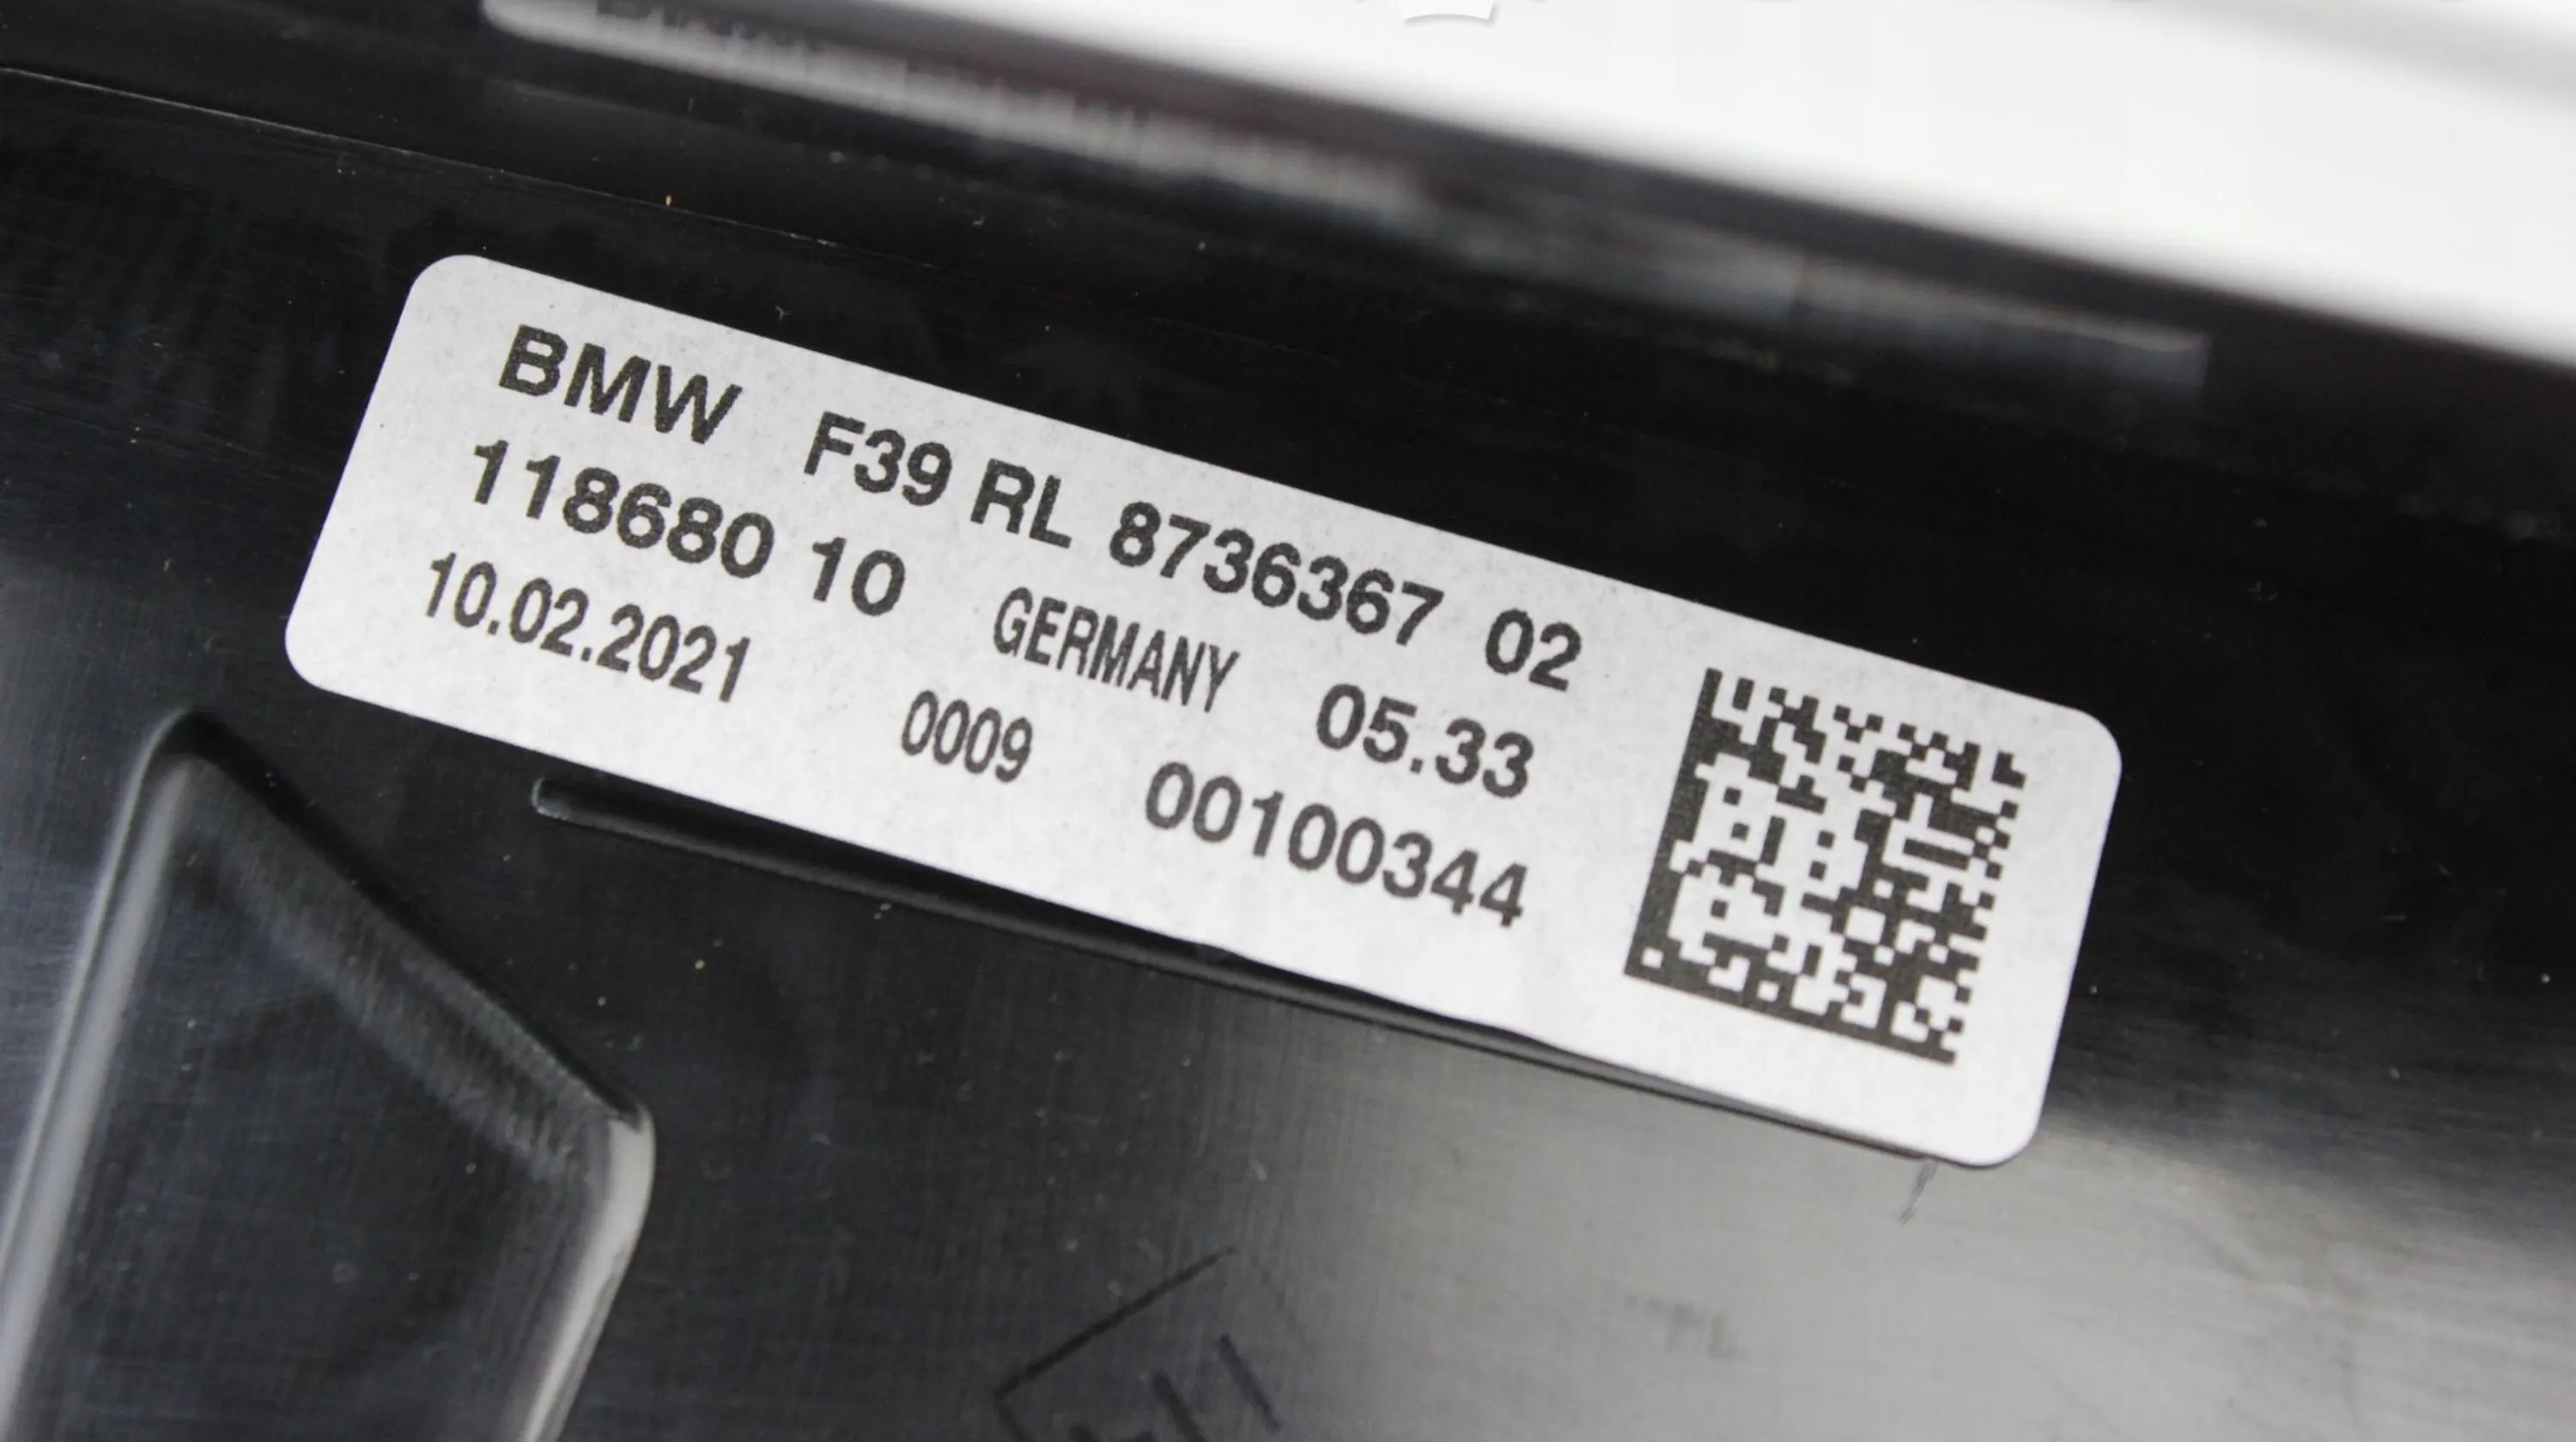 BMW F39 RL 8736367 02
118680 10 GERMANY 05.33
10.02.2021 0009 00100344